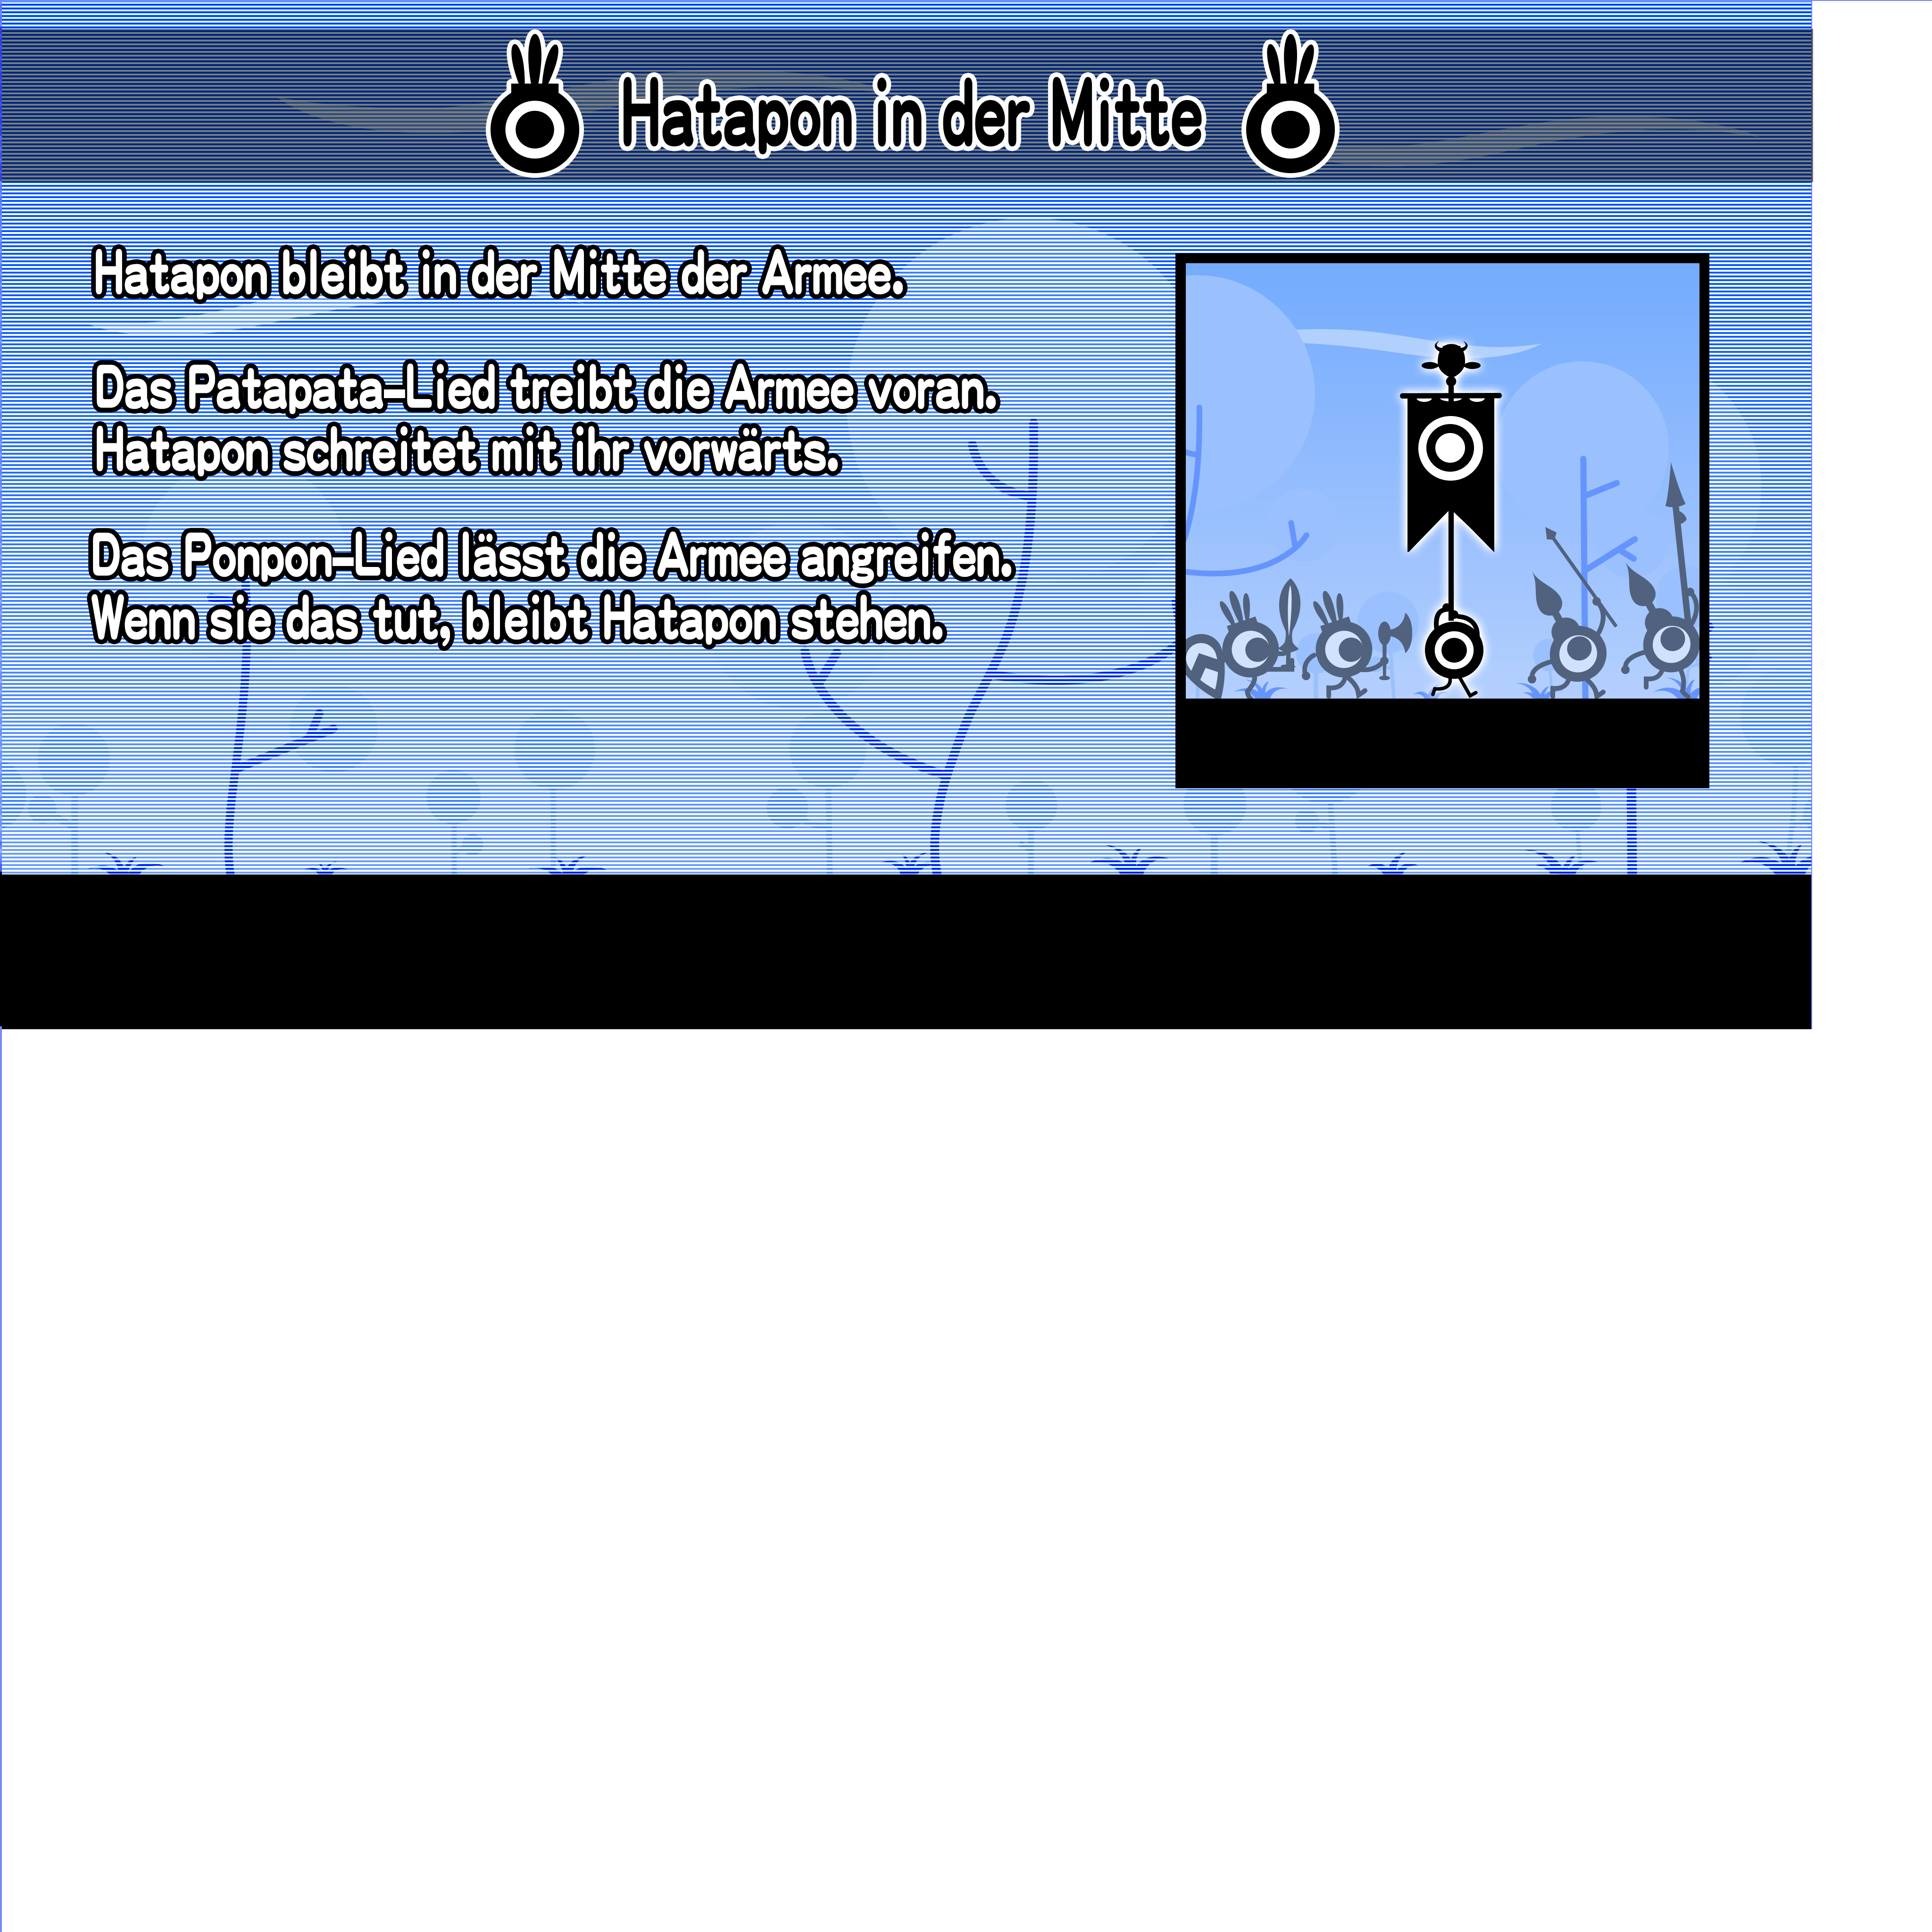 Hatapon in der Mitte
Hatapon bleibt in der Mitte der Armee.
Das Patapata-Lied treibt die Armee voran.
Hatapon schreitet mit ihr vorwärts.
Das Ponpon-Lied lässt die Armee angreifen.
Wenn sie das tut, bleibt Hatapon stehen.